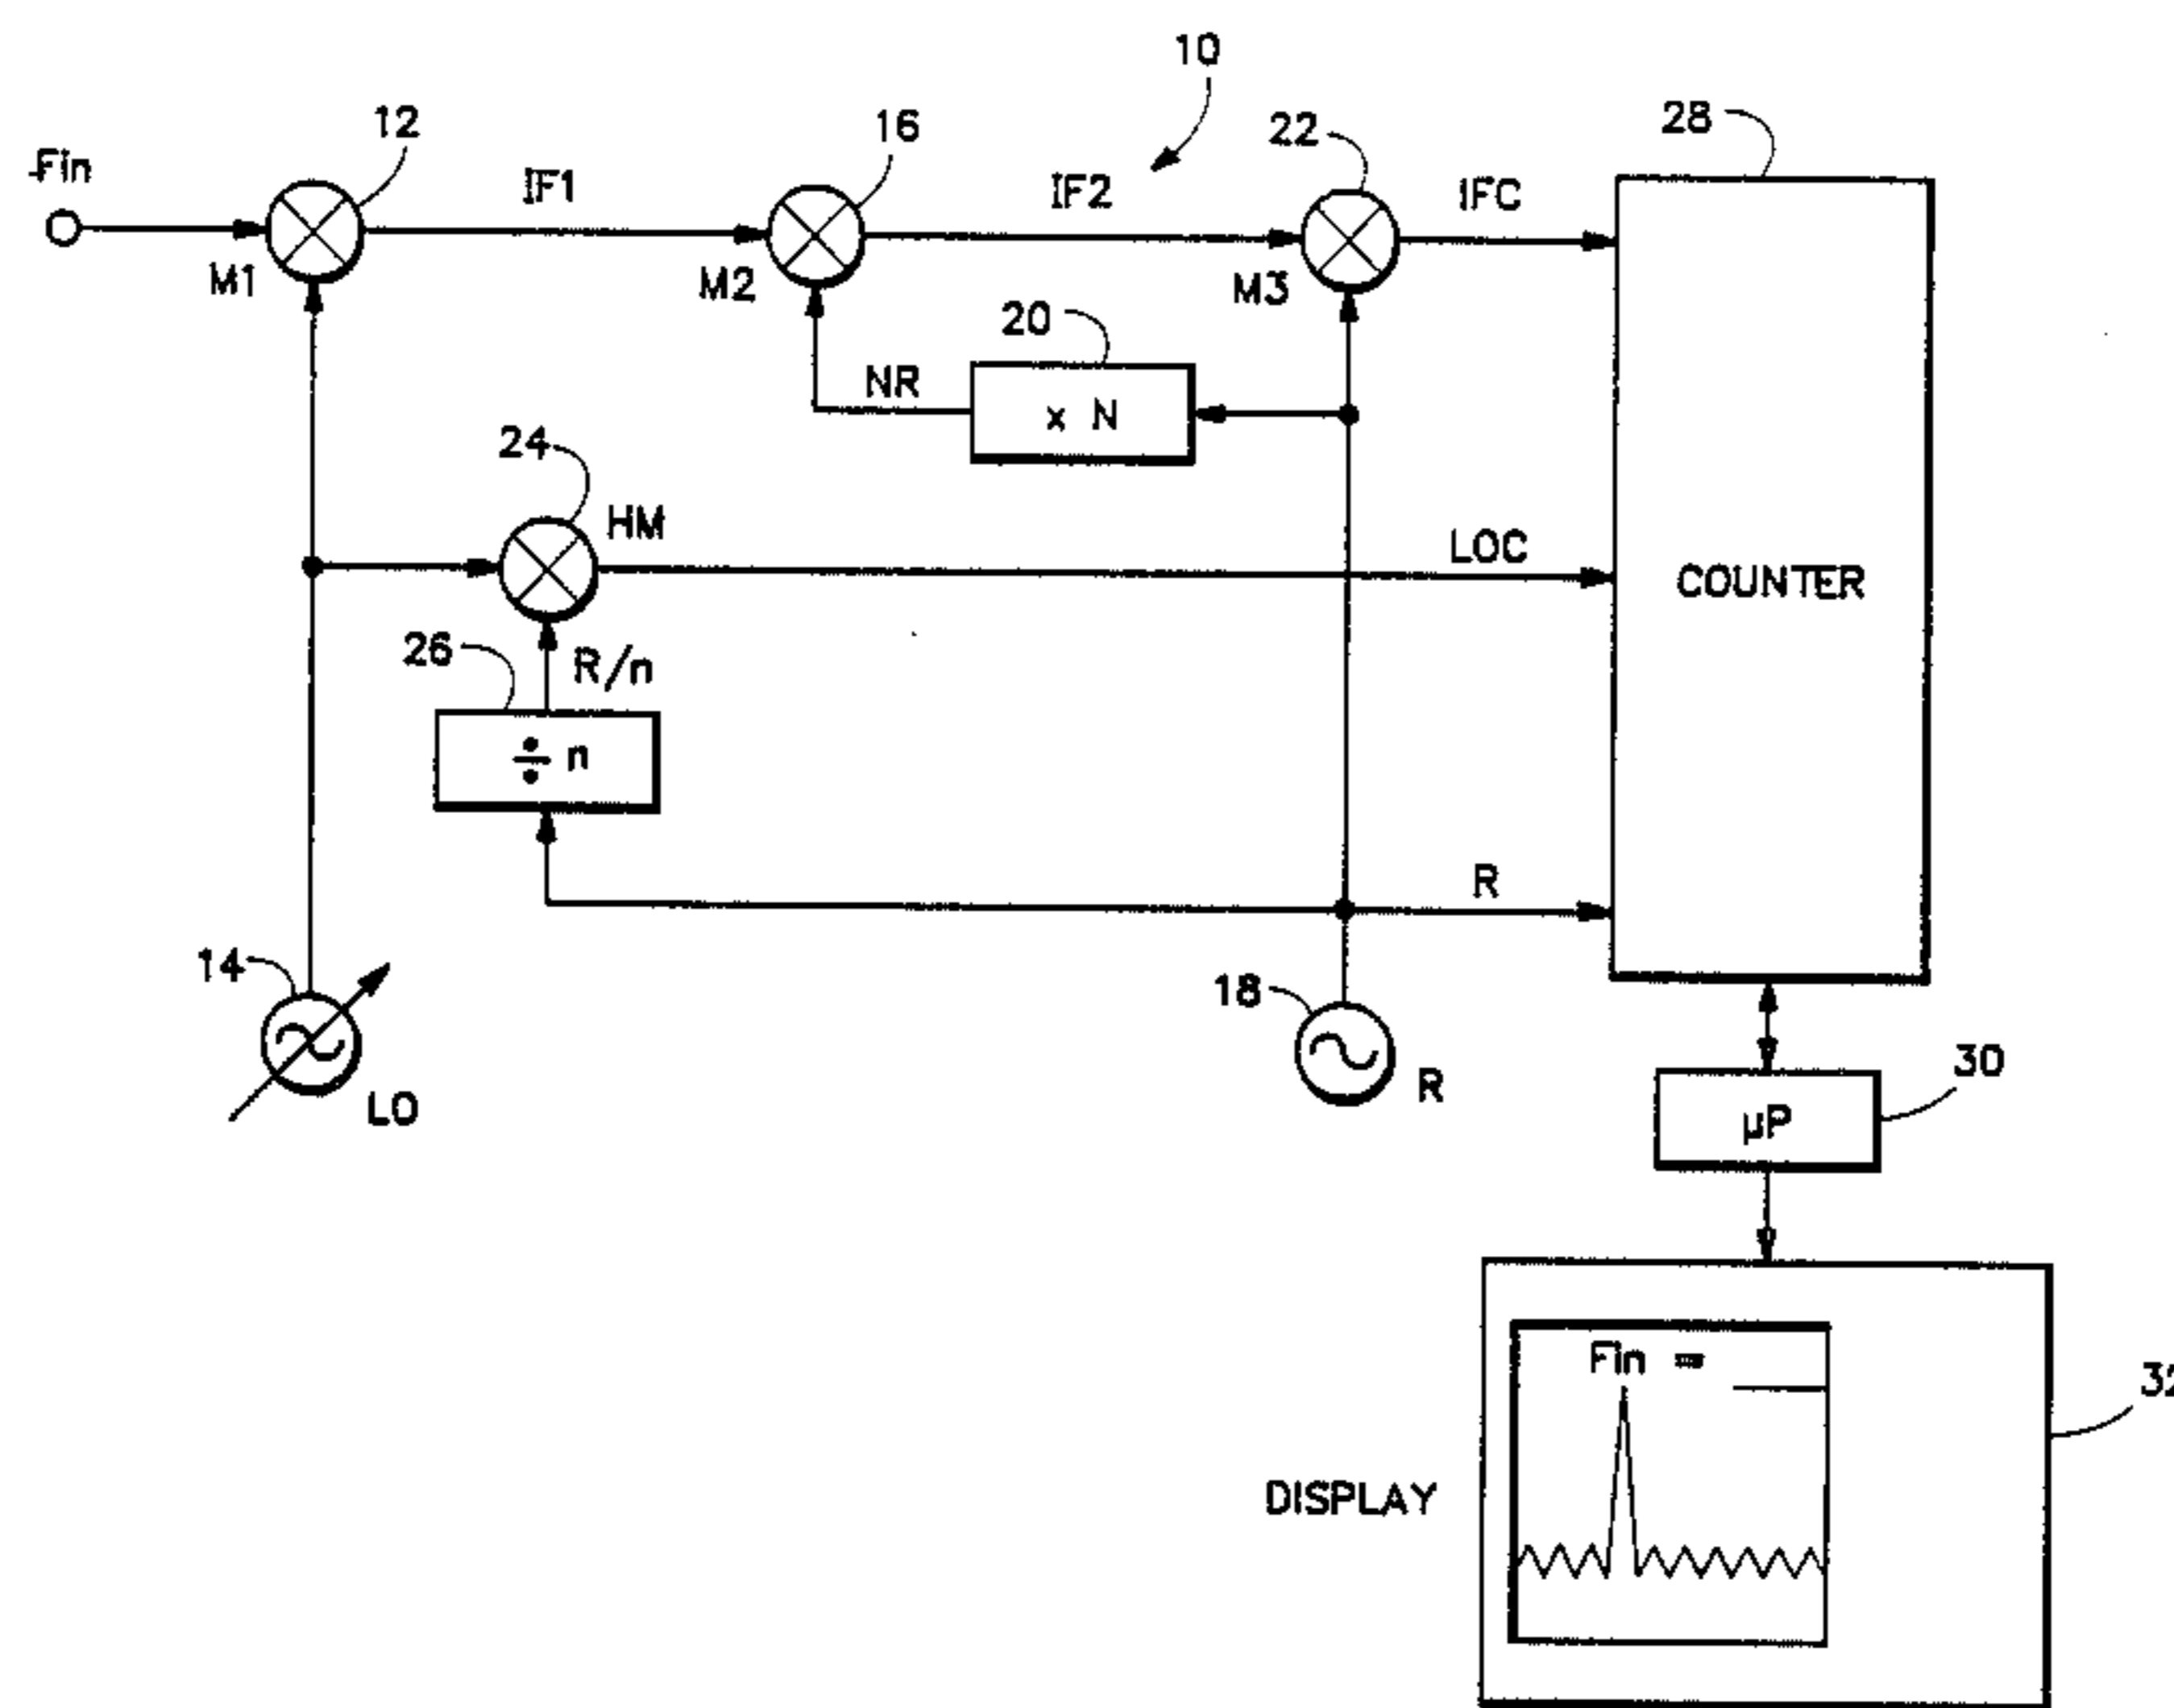 10
12
16
22
28
Fin
IF1
IF2
IFC
M1
M2
M3
20
NR
x N
24
HM
LOC
COUNTER
26
R/n
÷ n
R
14
18
LO
R
30
µP
Fin =
DISPLAY